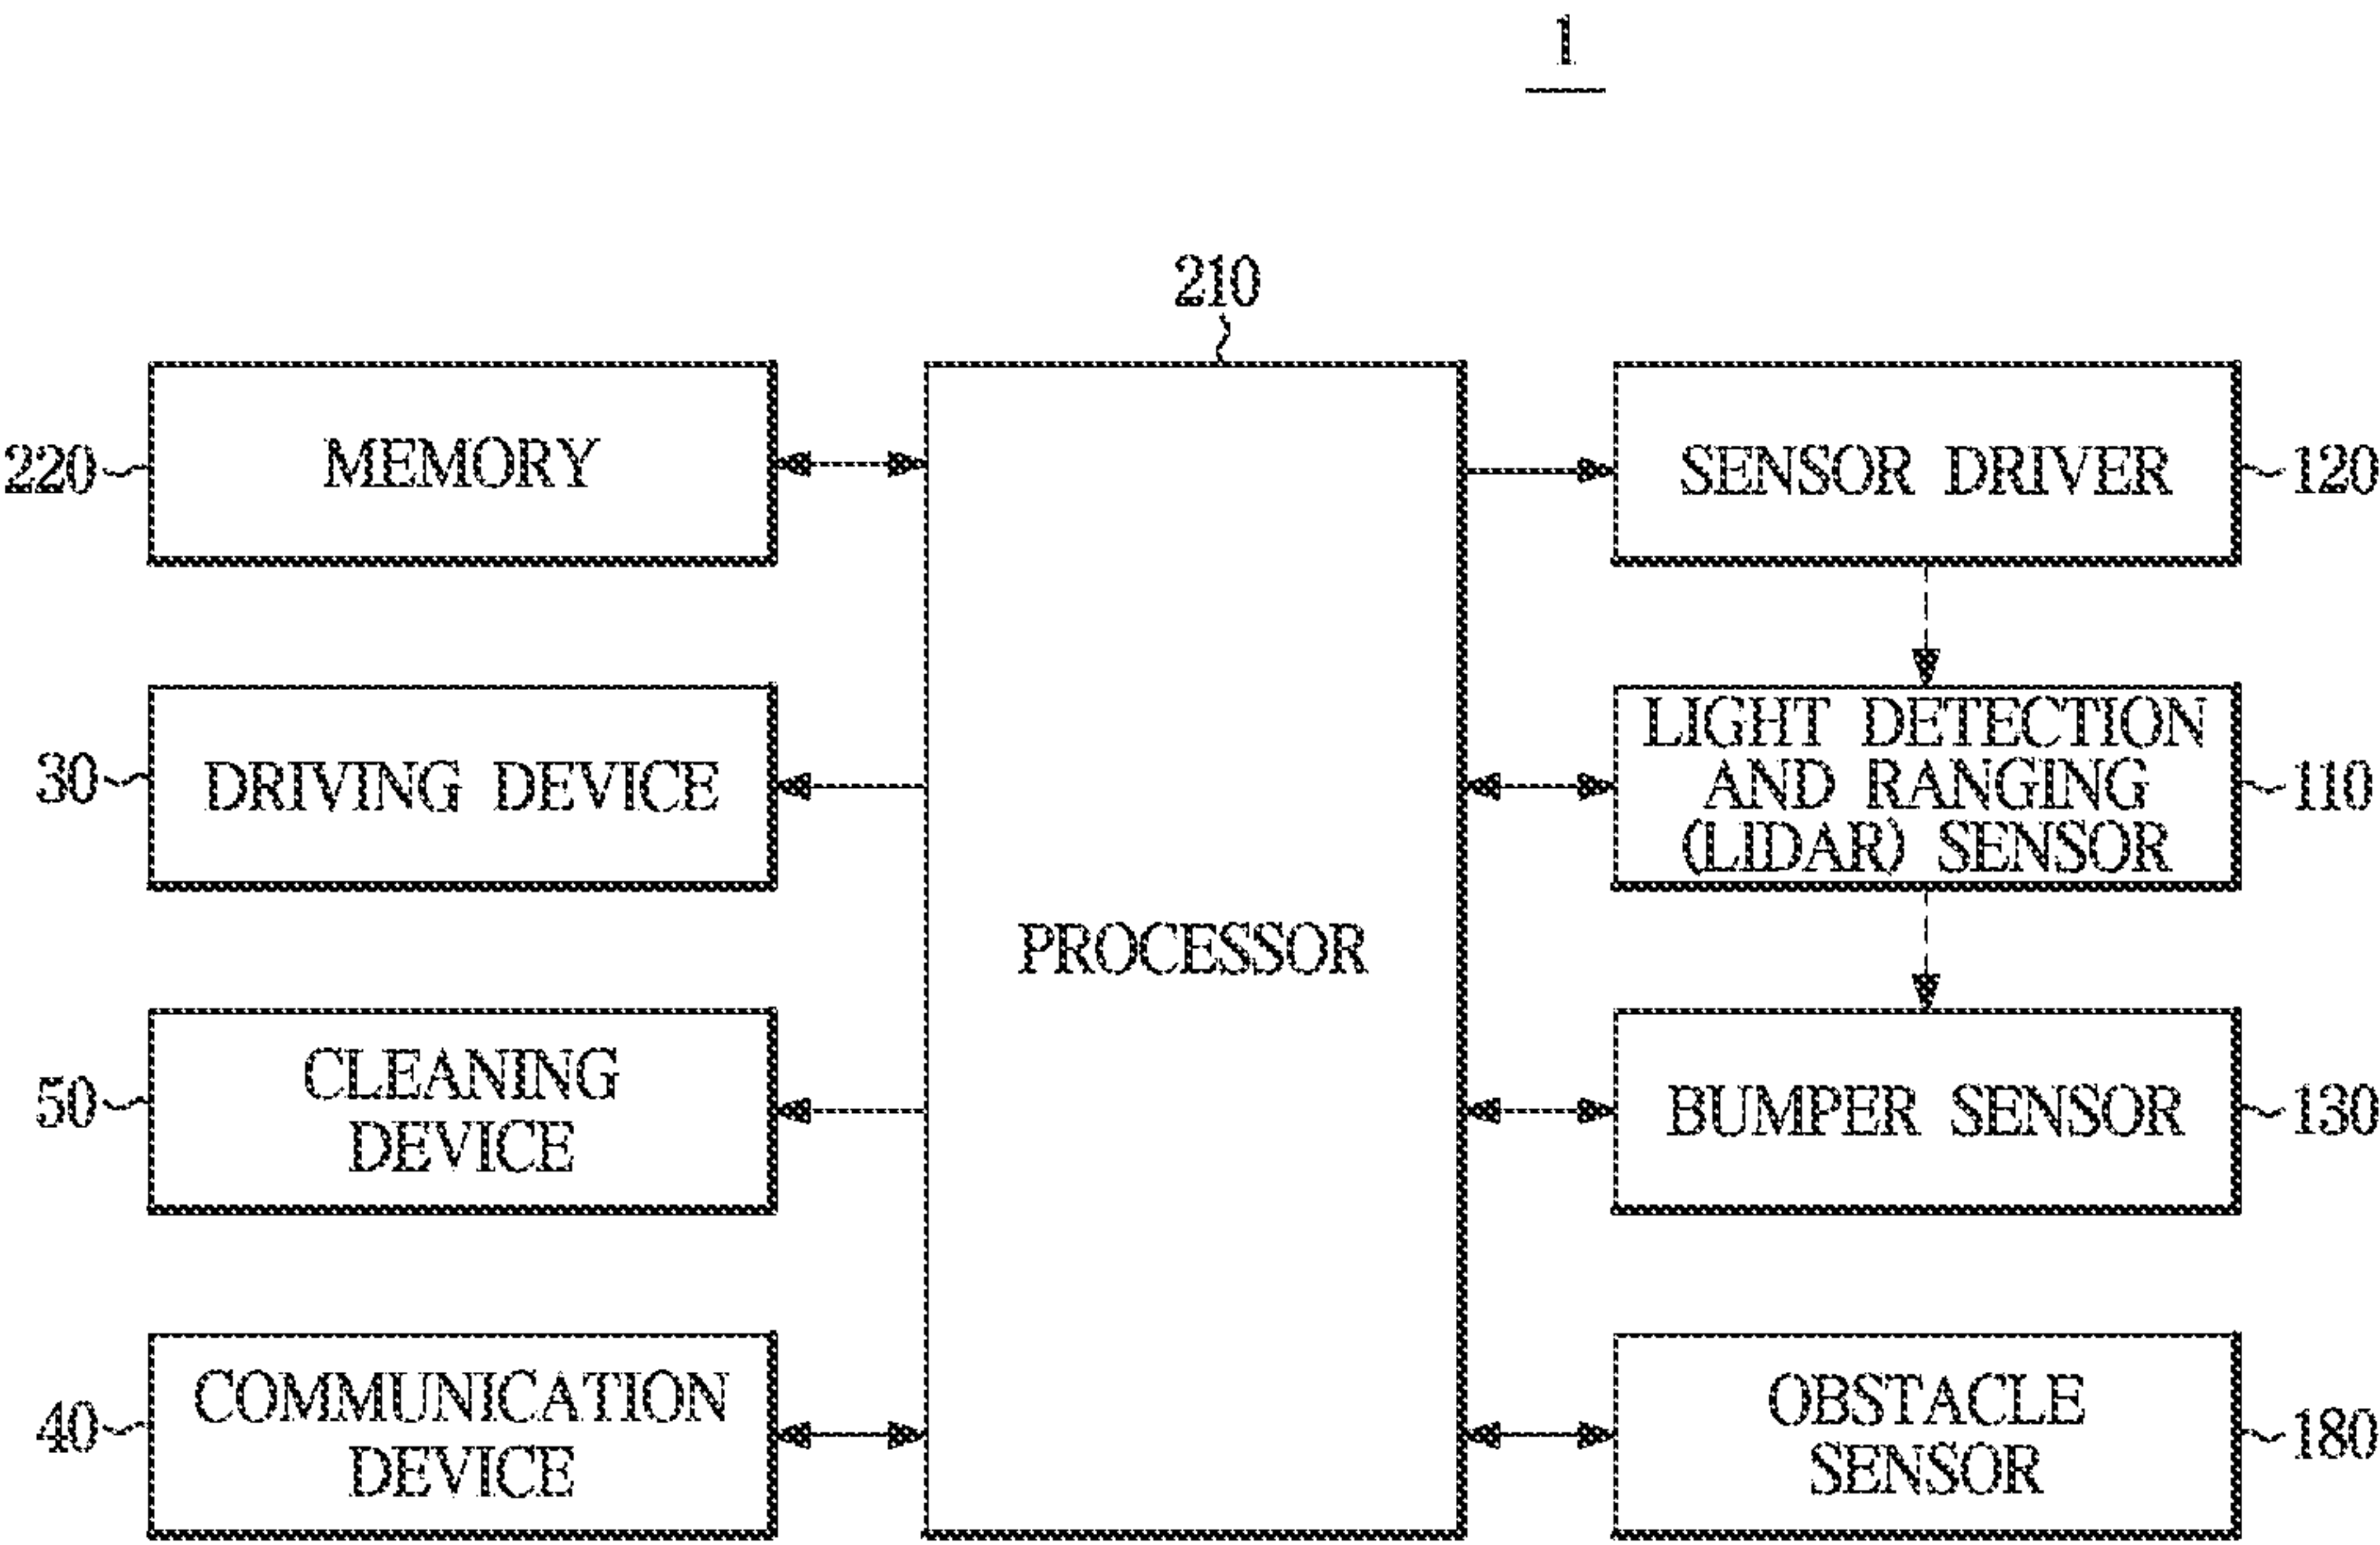 1
210
220
MEMORY
SENSOR DRIVER
120
30
DRIVING DEVICE
LIGHT DETECTION
AND RANGING
(LIDAR) SENSOR
110
PROCESSOR
50
CLEANING
DEVICE
BUMPER SENSOR
130
40
COMMUNICATION
DEVICE
OBSTACLE
SENSOR
180